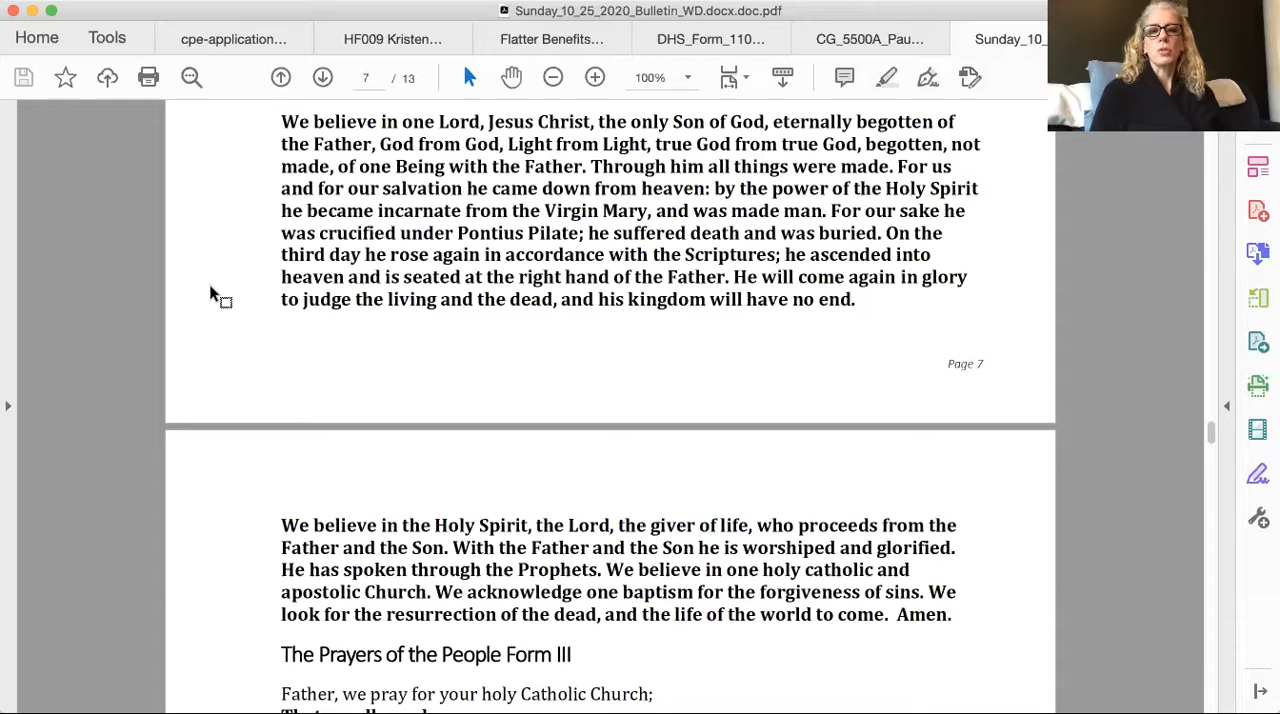 Sunday_10_25_2020_Bulletin_WD.docx.doc.pdf
Home
Tools
cpe-application...
HF009 Kristen...
Flatter Benefits...
DHS_Form_110...
CG_5500A_Pau...
Sunday_10_
7 / 13
100%
We believe in one Lord, Jesus Christ, the only Son of God, eternally begotten of
the Father, God from God, Light from Light, true God from true God, begotten, not
made, of one Being with the Father. Through him all things were made. For us
and for our salvation he came down from heaven: by the power of the Holy Spirit
he became incarnate from the Virgin Mary, and was made man. For our sake he
was crucified under Pontius Pilate; he suffered death and was buried. On the
third day he rose again in accordance with the Scriptures; he ascended into
heaven and is seated at the right hand of the Father. He will come again in glory
to judge the living and the dead, and his kingdom will have no end.
Page 7
We believe in the Holy Spirit, the Lord, the giver of life, who proceeds from the
Father and the Son. With the Father and the Son he is worshiped and glorified.
He has spoken through the Prophets. We believe in one holy catholic and
apostolic Church. We acknowledge one baptism for the forgiveness of sins. We
look for the resurrection of the dead, and the life of the world to come. Amen.
The Prayers of the People Form III
Father, we pray for your holy Catholic Church;